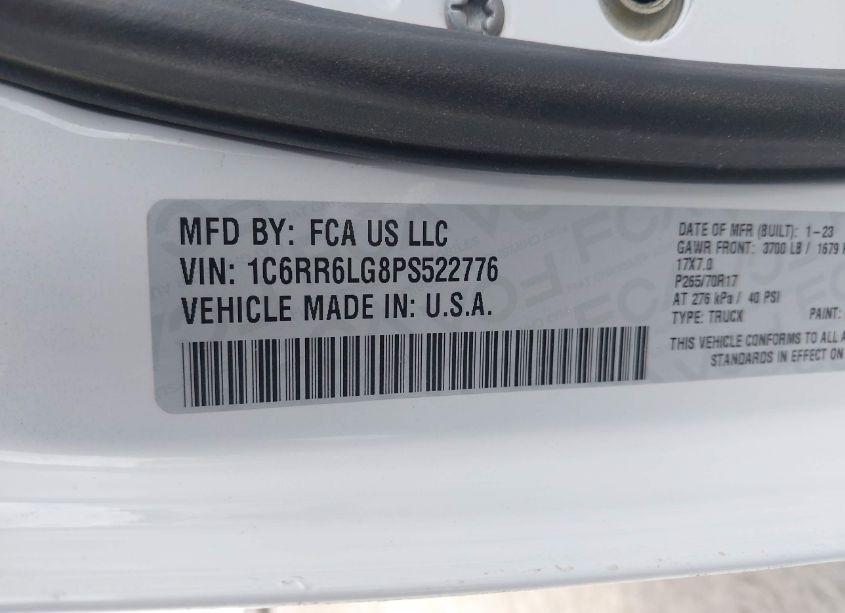 MFD BY: FCA US LLC
VIN: 1C6RR6LG8PS522776
VEHICLE MADE IN: U.S.A.
DATE OF MFR (BUILT): 1-23
GAWR FRONT: 3700 LB / 1679
17X7.0
P265/70R17
AT 276 kPa / 40 PSI
TYPE: TRUCK PAINT:
THIS VEHICLE CONFORMS TO ALL A
STANDARDS IN EFFECT ON